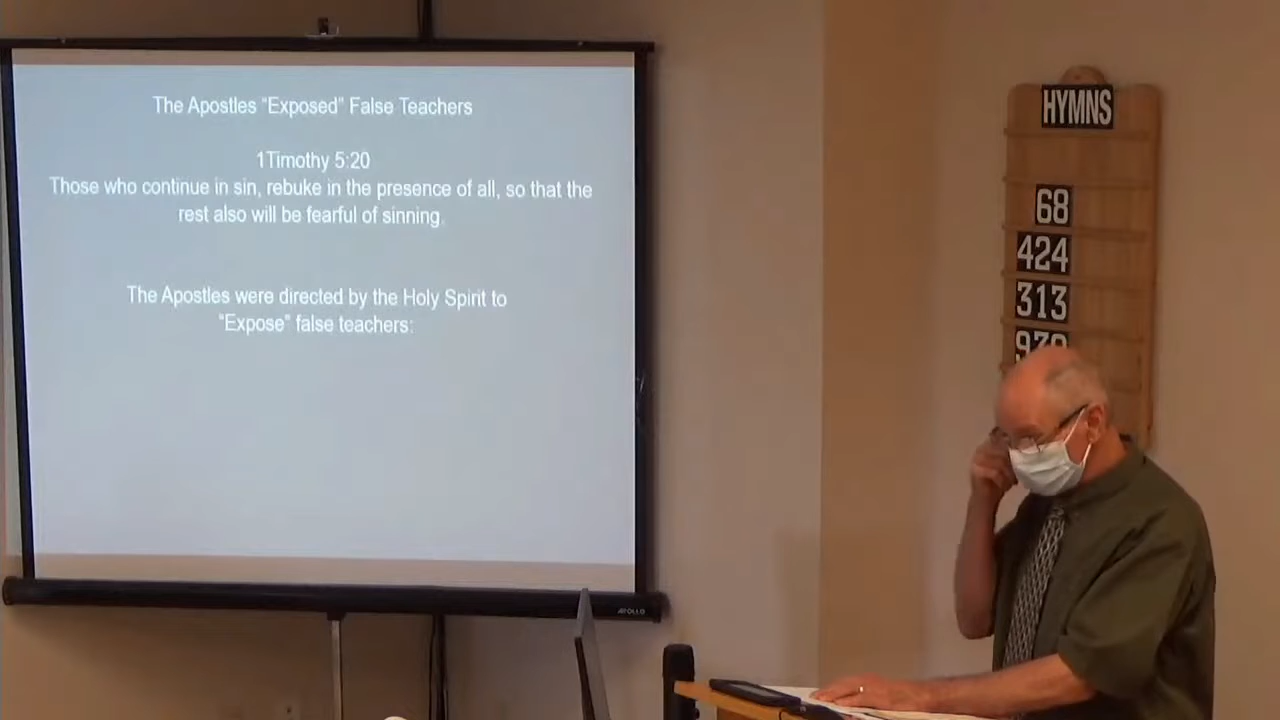 The Apostles “Exposed” False Teachers
1Timothy 5:20
Those who continue in sin, rebuke in the presence of all, so that the
rest also will be fearful of sinning.
The Apostles were directed by the Holy Spirit to
“Expose” false teachers:
APOLLO
HYMNS
68
424
313